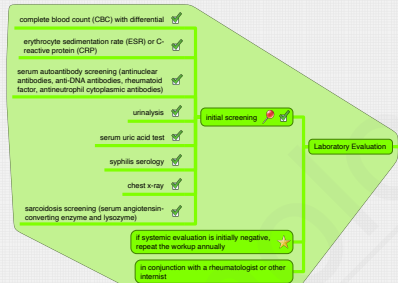 complete blood count (CBC) with differential
erythrocyte sedimentation rate (ESR) or C-
reactive protein (CRP)
serum autoantibody screening (antinuclear
antibodies, anti-DNA antibodies, rheumatoid
factor, antineutrophil cytoplasmic antibodies)
urinalysis
serum uric acid test
syphilis serology
chest x-ray
sarcoidosis screening (serum angiotensin-
converting enzyme and lysozyme)
initial screening
Laboratory Evaluation
if systemic evaluation is initially negative,
repeat the workup annually
in conjunction with a rheumatologist or other
internist